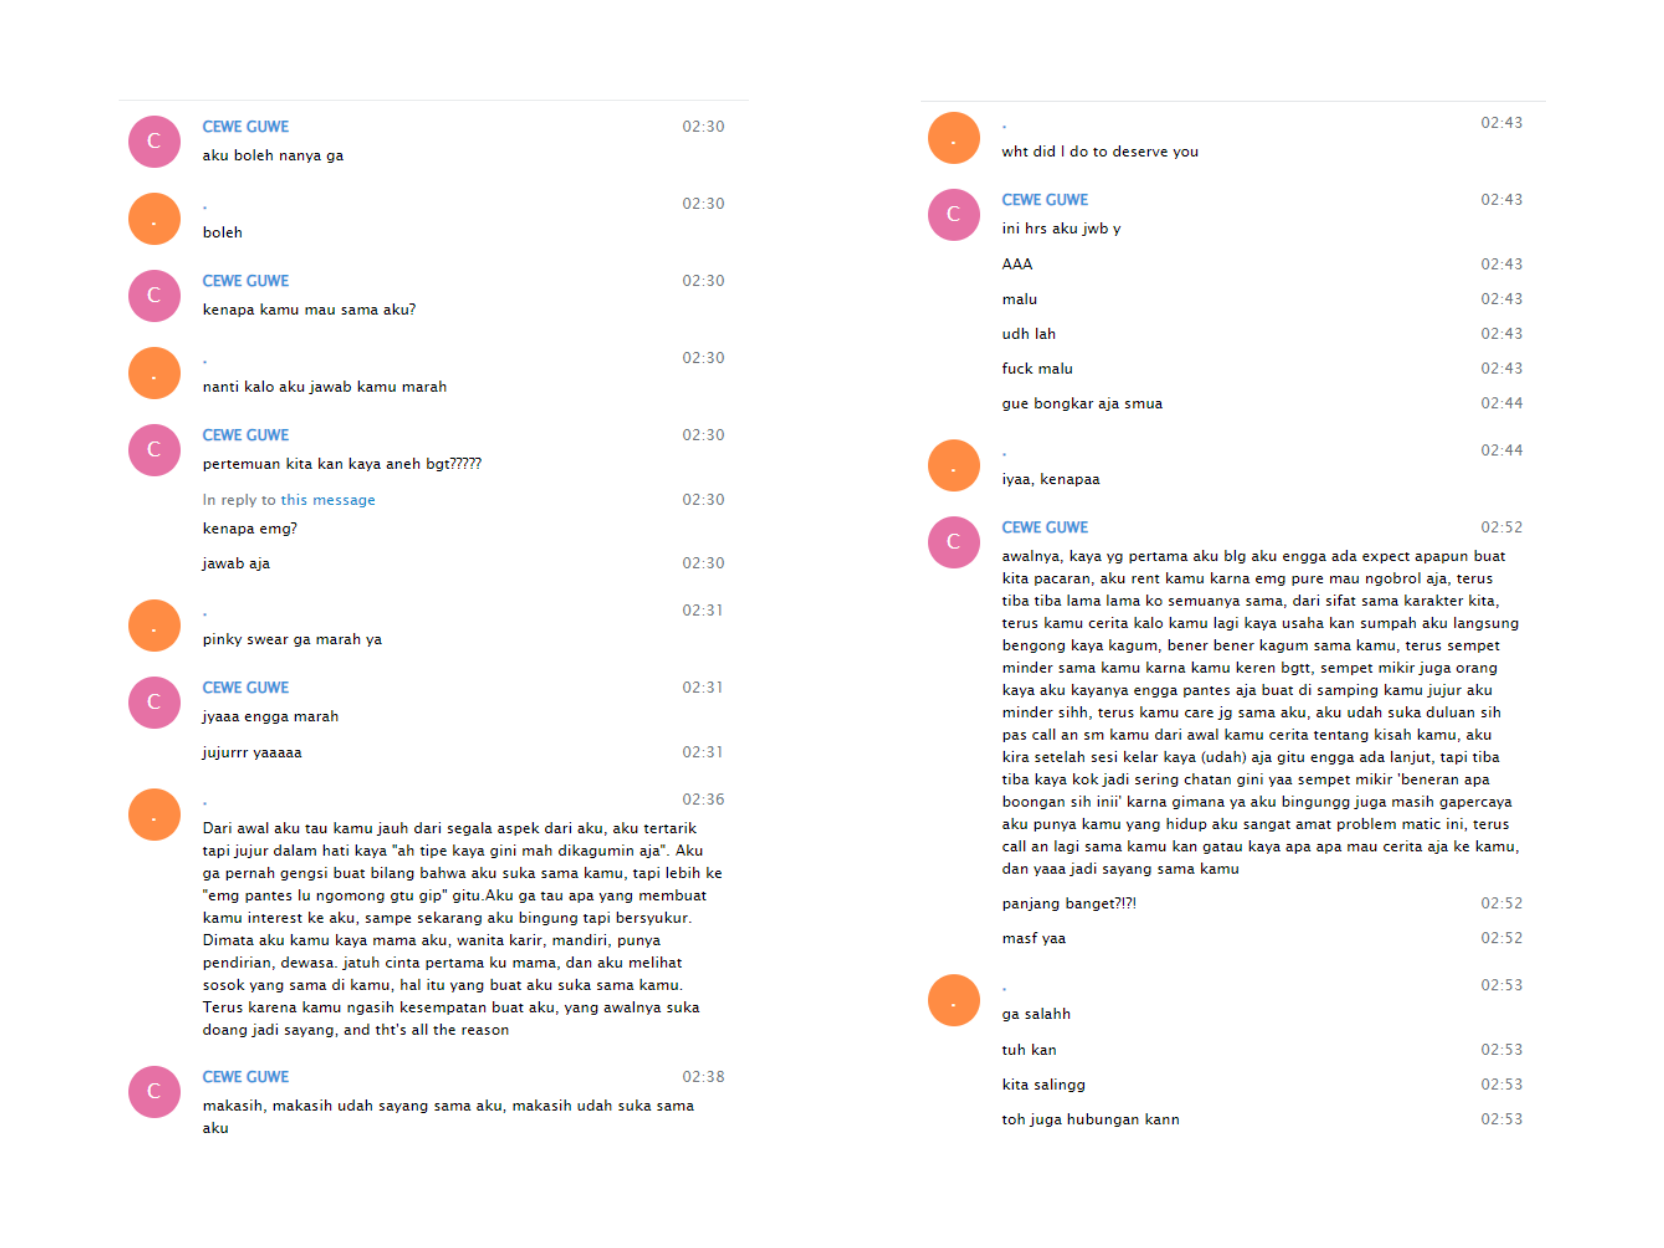 CEWE GUWE 02:30
C
aku boleh nanya ga
. 02:30
.
boleh
CEWE GUWE 02:30
C
kenapa kamu mau sama aku?
. 02:30
.
nanti kalo aku jawab kamu marah
CEWE GUWE 02:30
C
pertemuan kita kan kaya aneh bgt?????
In reply to this message 02:30
kenapa emg?
jawab aja 02:30
. 02:31
.
pinky swear ga marah ya
CEWE GUWE 02:31
C
jyaaa engga marah
jujurrr yaaaaa 02:31
. 02:36
.
Dari awal aku tau kamu jauh dari segala aspek dari aku, aku tertarik
tapi jujur dalam hati kaya "ah tipe kaya gini mah dikagumin aja". Aku
ga pernah gengsi buat bilang bahwa aku suka sama kamu, tapi lebih ke
"emg pantes lu ngomong gtu gip" gitu.Aku ga tau apa yang membuat
kamu interest ke aku, sampe sekarang aku bingung tapi bersyukur.
Dimata aku kamu kaya mama aku, wanita karir, mandiri, punya
pendirian, dewasa. jatuh cinta pertama ku mama, dan aku melihat
sosok yang sama di kamu, hal itu yang buat aku suka sama kamu.
Terus karena kamu ngasih kesempatan buat aku, yang awalnya suka
doang jadi sayang, and tht's all the reason
CEWE GUWE 02:38
C
makasih, makasih udah sayang sama aku, makasih udah suka sama
aku
. 02:43
.
wht did I do to deserve you
CEWE GUWE 02:43
C
ini hrs aku jwb y
AAA 02:43
malu 02:43
udh lah 02:43
fuck malu 02:43
gue bongkar aja smua 02:44
. 02:44
.
iyaa, kenapaa
CEWE GUWE 02:52
C
awalnya, kaya yg pertama aku blg aku engga ada expect apapun buat
kita pacaran, aku rent kamu karna emg pure mau ngobrol aja, terus
tiba tiba lama lama ko semuanya sama, dari sifat sama karakter kita,
terus kamu cerita kalo kamu lagi kaya usaha kan sumpah aku langsung
bengong kaya kagum, bener bener kagum sama kamu, terus sempet
minder sama kamu karna kamu keren bgtt, sempet mikir juga orang
kaya aku kayanya engga pantes aja buat di samping kamu jujur aku
minder sihh, terus kamu care jg sama aku, aku udah suka duluan sih
pas call an sm kamu dari awal kamu cerita tentang kisah kamu, aku
kira setelah sesi kelar kaya (udah) aja gitu engga ada lanjut, tapi tiba
tiba kaya kok jadi sering chatan gini yaa sempet mikir 'beneran apa
boongan sih inii' karna gimana ya aku bingungg juga masih gapercaya
aku punya kamu yang hidup aku sangat amat problem matic ini, terus
call an lagi sama kamu kan gatau kaya apa apa mau cerita aja ke kamu,
dan yaaa jadi sayang sama kamu
panjang banget?!?! 02:52
masf yaa 02:52
. 02:53
.
ga salahh
tuh kan 02:53
kita salingg 02:53
toh juga hubungan kann 02:53